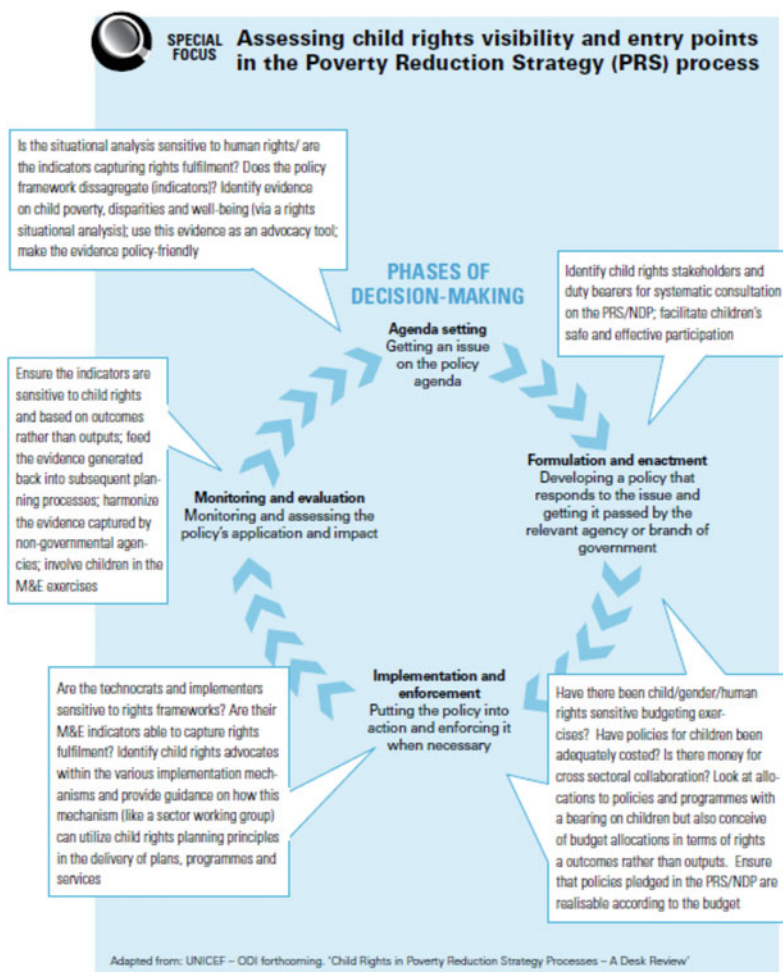 SPECIAL
FOCUS
Assessing child rights visibility and entry points
in the Poverty Reduction Strategy (PRS) process
Is the situational analysis sensitive to human rights/ are
the indicators capturing rights fulfilment? Does the policy
framework dissagregate (indicators)? Identify evidence
on child poverty, disparities and well-being (via a rights
situational analysis); use this evidence as an advocacy tool;
make the evidence policy-friendly
PHASES OF
DECISION-MAKING
Agenda setting
Getting an issue
on the policy
agenda
Identify child rights stakeholders and
duty bearers for systematic consultation
on the PRS/NDP; facilitate children's
safe and effective participation
Formulation and enactment
Developing a policy that
responds to the issue and
getting it passed by the
relevant agency or branch of
government
Have there been child/gender/human
rights sensitive budgeting exer-
cises? Have policies for children been
adequately costed? Is there money for
cross sectoral collaboration? Look at allo-
cations to policies and programmes with
a bearing on children but also conceive
of budget allocations in terms of rights
a outcomes rather than outputs. Ensure
that policies pledged in the PRS/NDP are
realisable according to the budget
Implementation and
enforcement
Putting the policy into
action and enforcing it
when necessary
Are the technocrats and implementers
sensitive to rights frameworks? Are their
M&E indicators able to capture rights
fulfilment? Identify child rights advocates
within the various implementation mech-
anisms and provide guidance on how this
mechanism (like a sector working group)
can utilize child rights planning principles
in the delivery of plans, programmes and
services
Monitoring and evaluation
Monitoring and assessing the
policy's application and impact
Ensure the indicators are
sensitive to child rights
and based on outcomes
rather than outputs; feed
the evidence generated
back into subsequent plan-
ning processes; harmonize
the evidence captured by
non-governmental agen-
cies; involve children in the
M&E exercises
Adapted from: UNICEF – ODI forthcoming. 'Child Rights in Poverty Reduction Strategy Processes – A Desk Review'